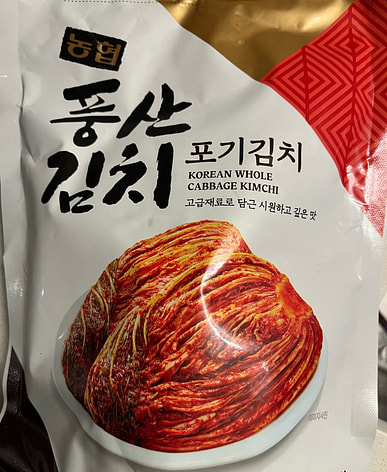 농협
풍산
김치
포기김치
KOREAN WHOLE
CABBAGE KIMCHI
고급재료로 담근 시원하고 깊은 맛